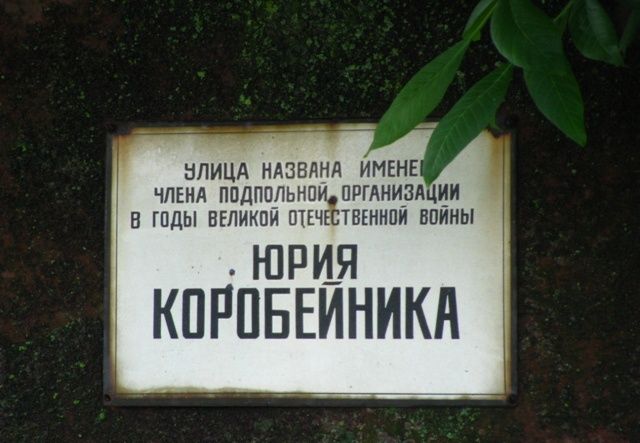 УЛИЦА НАЗВАНА ИМЕНЕМ
ЧЛЕНА ПОДПОЛЬНОЙ ОРГАНИЗАЦИИ
В ГОДЫ ВЕЛИКОЙ ОТЕЧЕСТВЕННОЙ ВОЙНЫ
ЮРИЯ
КОРОБЕЙНИКА